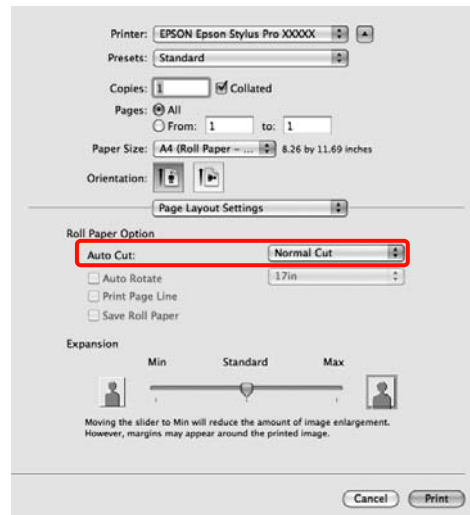 Printer: EPSON Epson Stylus Pro XXXXX
Presets: Standard
Copies: 1 Collated
Pages: All
From: 1 to: 1
Paper Size: A4 (Roll Paper – ... 8.26 by 11.69 inches
Orientation:
Page Layout Settings
Roll Paper Option
Auto Cut: Normal Cut
Auto Rotate 17in
Print Page Line
Save Roll Paper
Expansion
Min Standard Max
Moving the slider to Min will reduce the amount of image enlargement.
However, margins may appear around the printed image.
Cancel Print